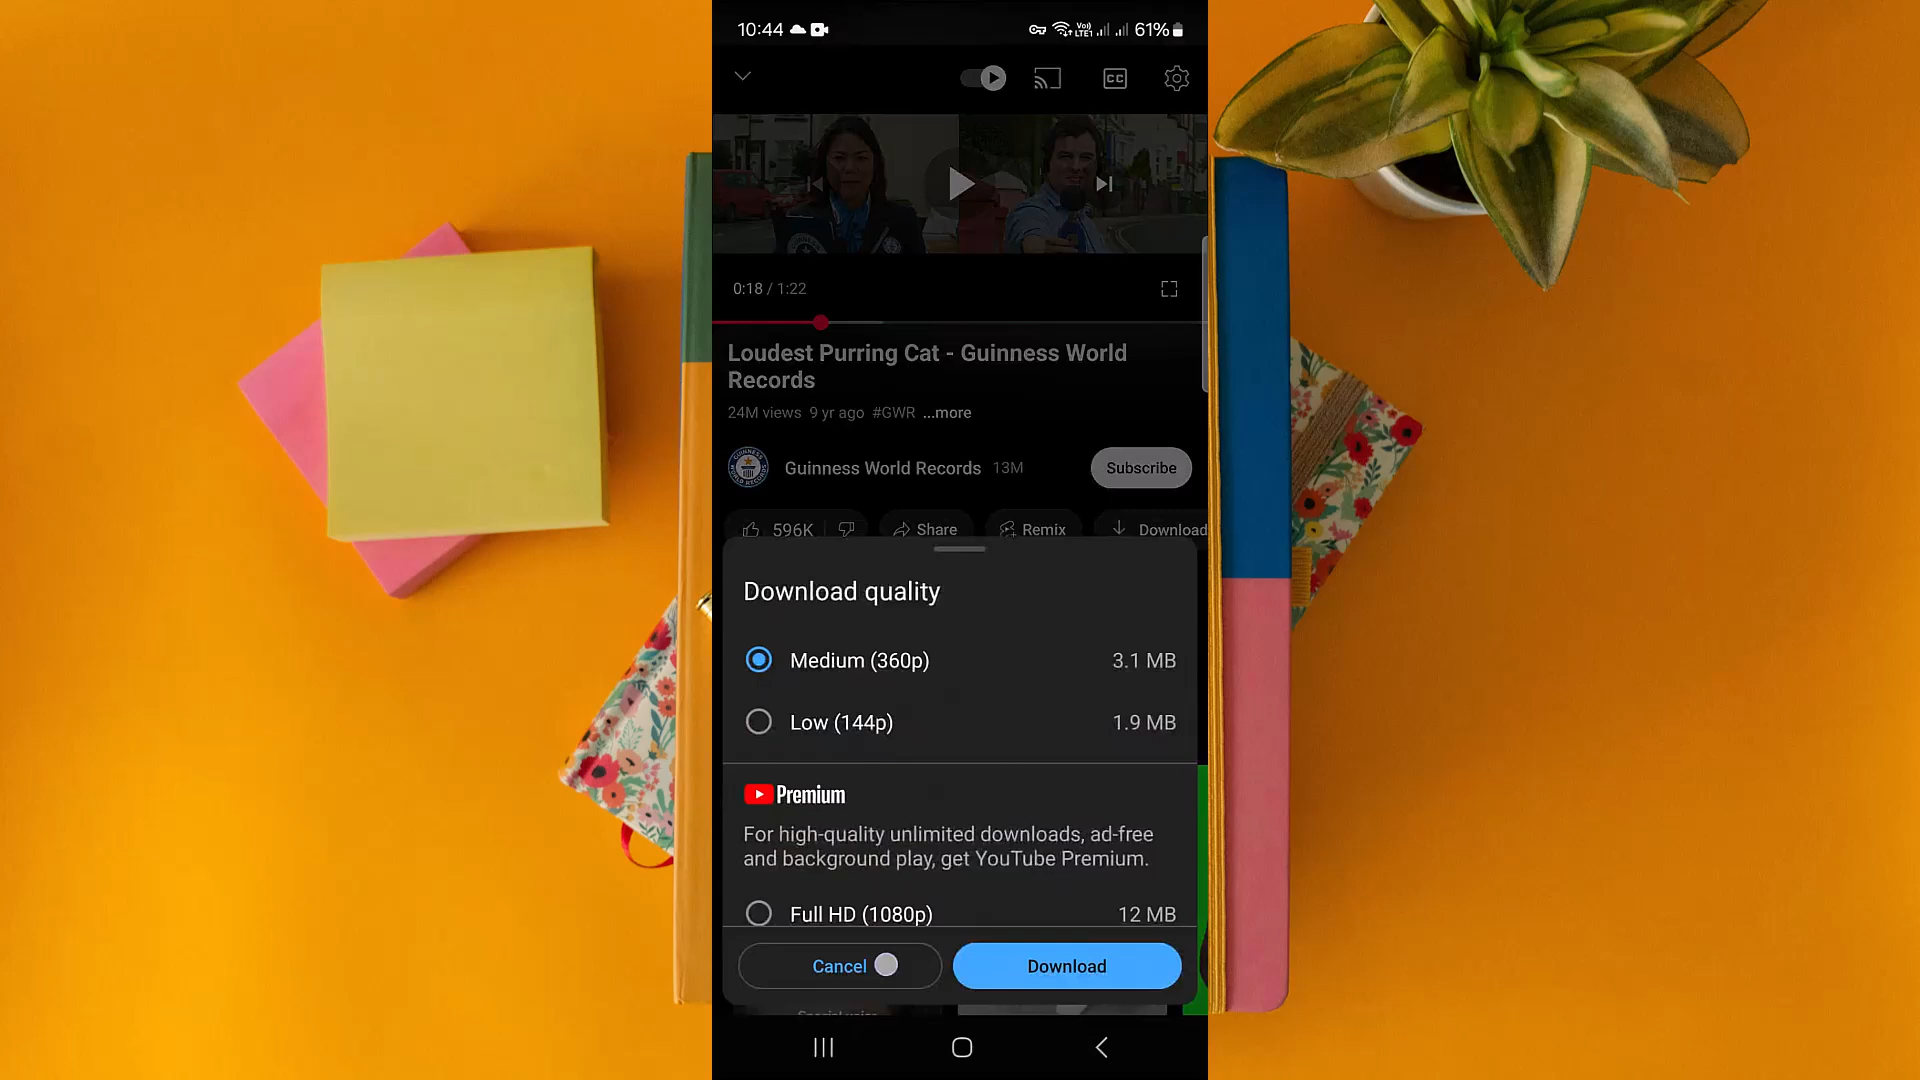 10:44
Vo))
LTE1
61%
CC
0:18 / 1:22
Loudest Purring Cat - Guinness World
Records
24M views 9 yr ago #GWR ...more
Guinness World Records 13M
Subscribe
596K
Share
Remix
Download
Download quality
Medium (360p) 3.1 MB
Low (144p) 1.9 MB
Premium
For high-quality unlimited downloads, ad-free
and background play, get YouTube Premium.
Full HD (1080p) 12 MB
Cancel
Download